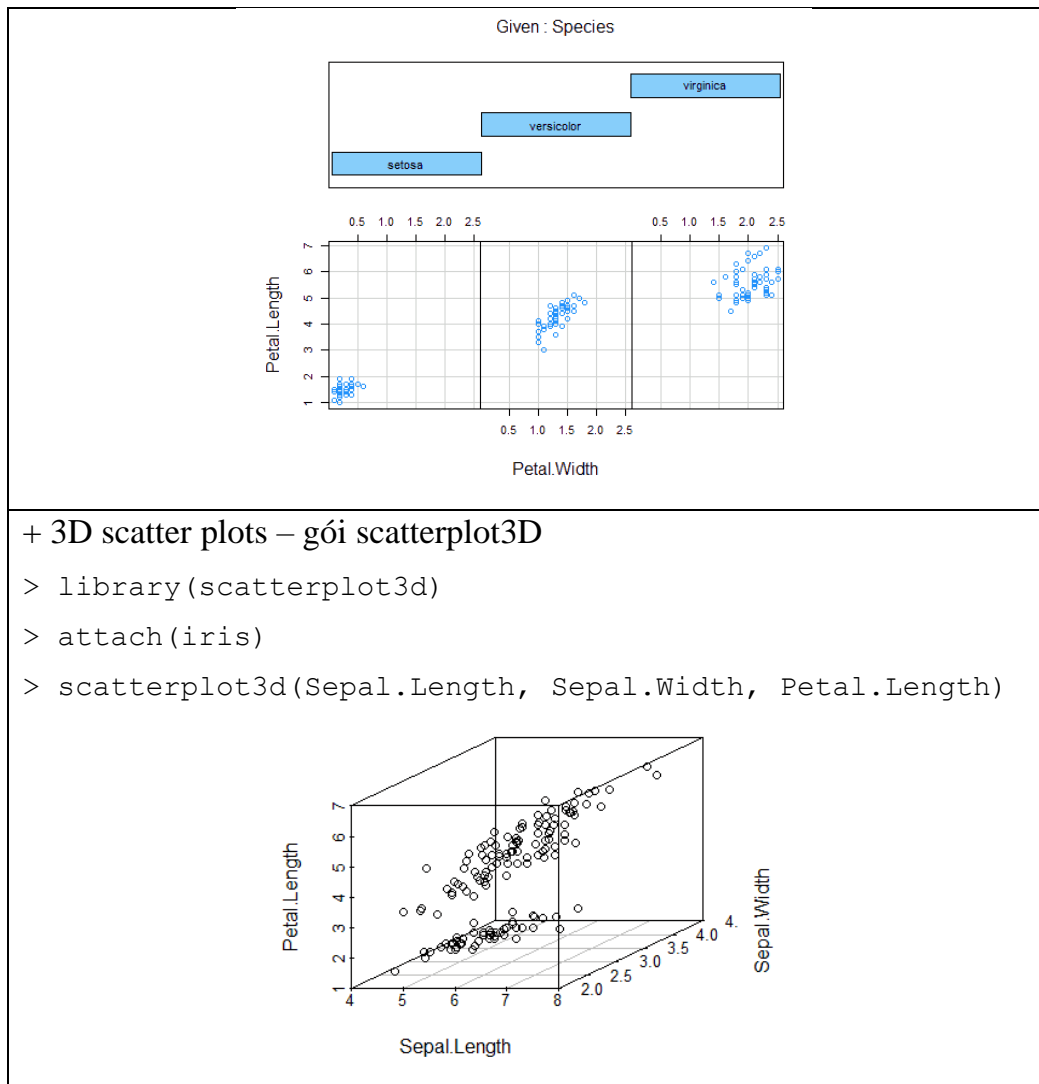 Given : Species
virginica
versicolor
setosa
0.5 1.0 1.5 2.0 2.5
0.5 1.0 1.5 2.0 2.5
7
6
5
4
3
2
1
Petal.Length
0.5 1.0 1.5 2.0 2.5
Petal.Width
+ 3D scatter plots – gói scatterplot3D
> library(scatterplot3d)
> attach(iris)
> scatterplot3d(Sepal.Length, Sepal.Width, Petal.Length)
7
6
5
4
3
2
1
Petal.Length
4 5 6 7 8
Sepal.Length
2.0
2.5
3.0
3.5
4.0
4.
Sepal.Width